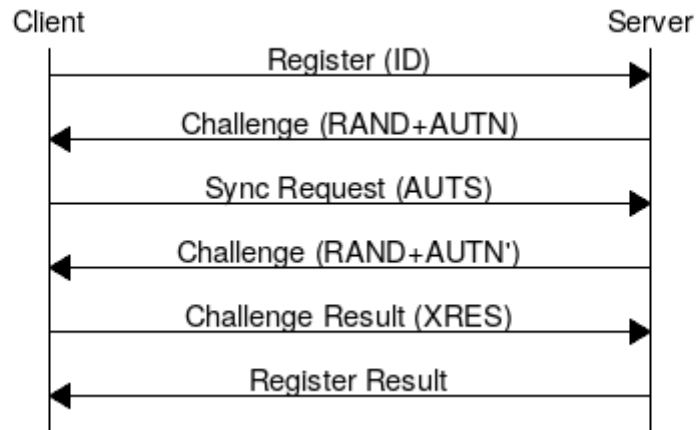 Client Server
Register (ID)
Challenge (RAND+AUTN)
Sync Request (AUTS)
Challenge (RAND+AUTN')
Challenge Result (XRES)
Register Result